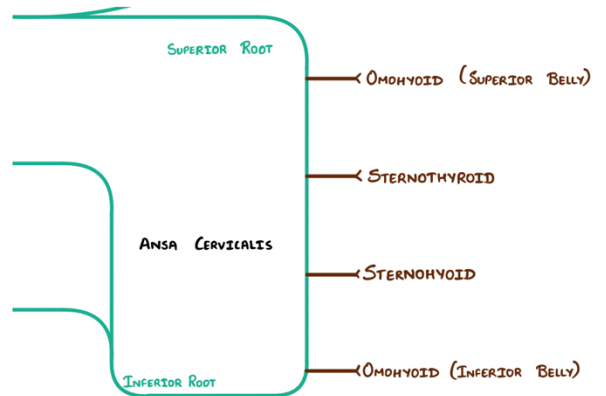 Superior Root
Omohyoid (Superior Belly)
Sternothyroid
Ansa Cervicalis
Sternohyoid
Omohyoid (Inferior Belly)
Inferior Root